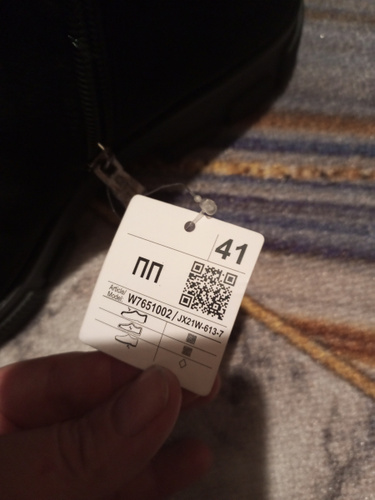 41
ПП
Article/
Model:
W7651002 / JX21W-613-7